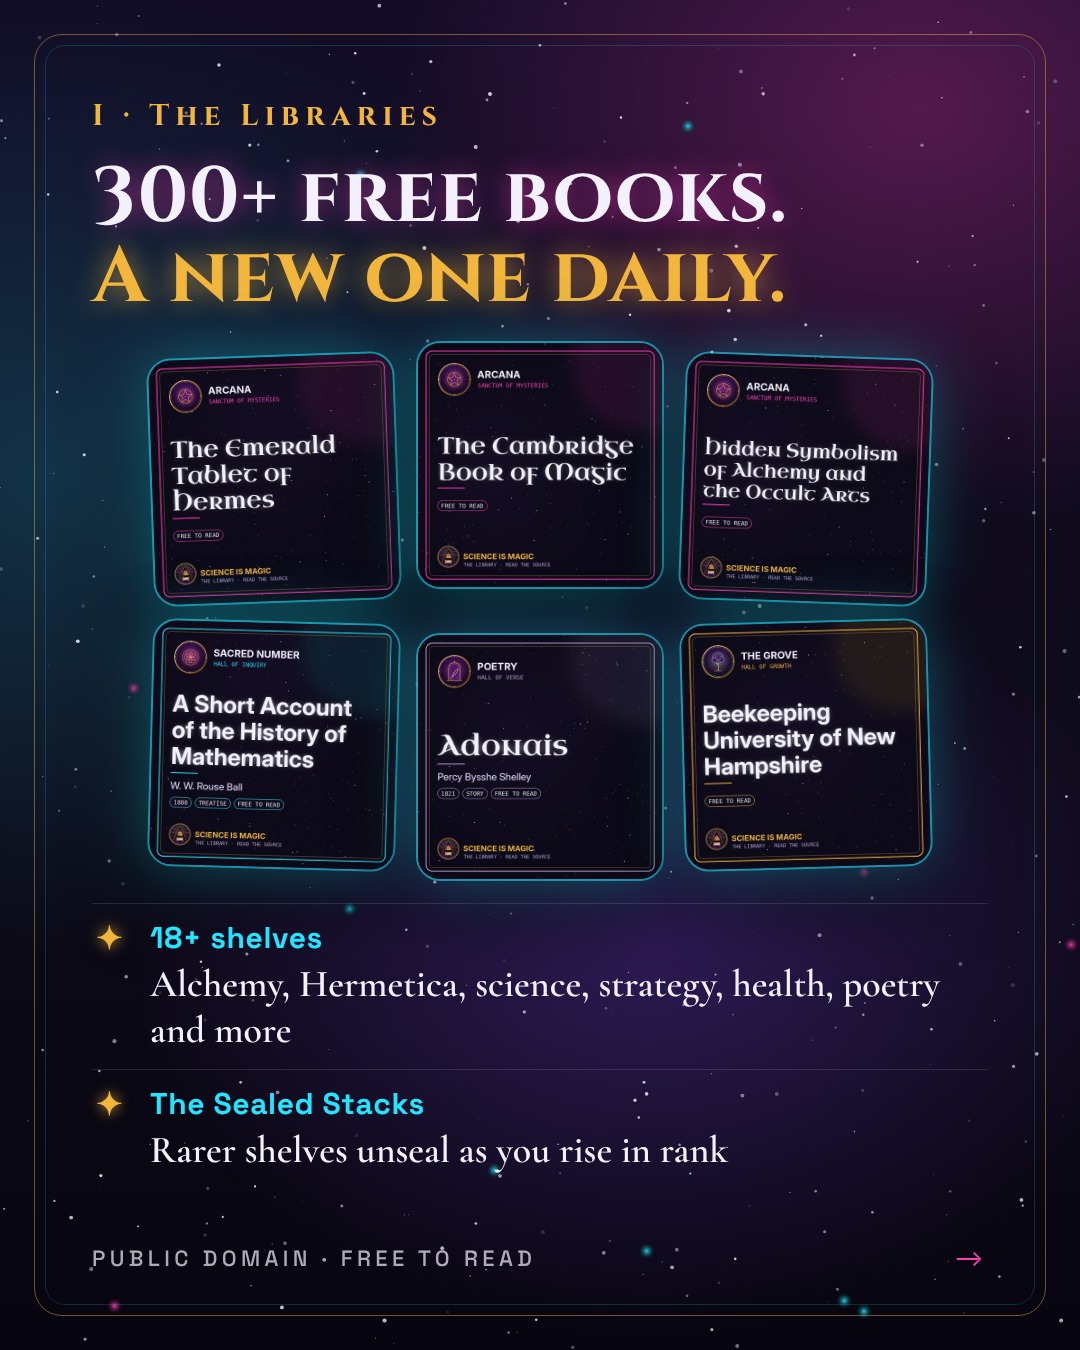 I · The Libraries
300+ free books.
A new one daily.
ARCANA
SANCTUM OF MYSTERIES
The Emerald
Tablet of
Hermes
FREE TO READ
SCIENCE IS MAGIC
THE LIBRARY · READ THE SOURCE
ARCANA
SANCTUM OF MYSTERIES
The Cambridge
Book of Magic
FREE TO READ
SCIENCE IS MAGIC
THE LIBRARY · READ THE SOURCE
ARCANA
SANCTUM OF MYSTERIES
Hidden Symbolism
of Alchemy and
the Occult Arts
FREE TO READ
SCIENCE IS MAGIC
THE LIBRARY · READ THE SOURCE
SACRED NUMBER
HALL OF INQUIRY
A Short Account
of the History of
Mathematics
W. W. Rouse Ball
1888 TREATISE FREE TO READ
SCIENCE IS MAGIC
THE LIBRARY · READ THE SOURCE
POETRY
HALL OF VERSE
Adonais
Percy Bysshe Shelley
1821 STORY FREE TO READ
SCIENCE IS MAGIC
THE LIBRARY · READ THE SOURCE
THE GROVE
HALL OF GROWTH
Beekeeping
University of New
Hampshire
FREE TO READ
SCIENCE IS MAGIC
THE LIBRARY · READ THE SOURCE
18+ shelves
Alchemy, Hermetica, science, strategy, health, poetry
and more
The Sealed Stacks
Rarer shelves unseal as you rise in rank
PUBLIC DOMAIN · FREE TO READ →